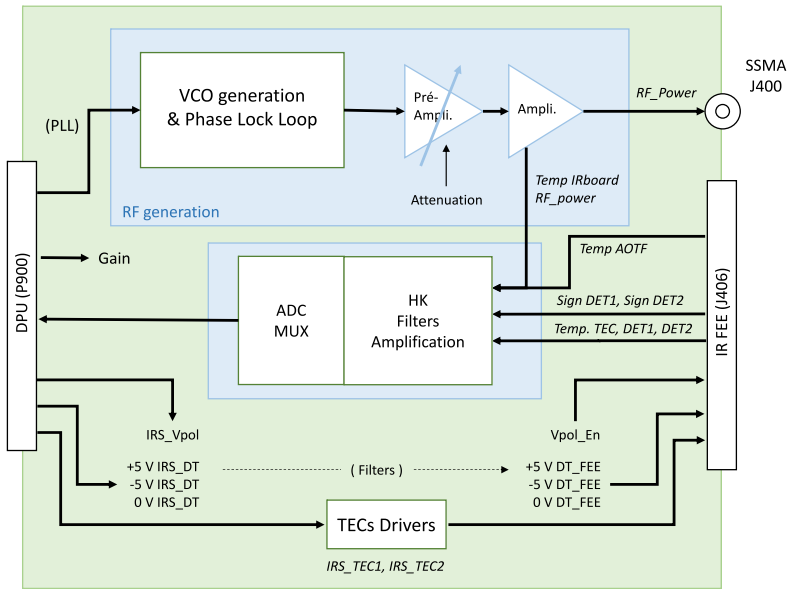 SSMA
J400
VCO generation
& Phase Lock Loop
Pré-
Ampli.
Ampli.
RF_Power
(PLL)
Attenuation
Temp IRboard
RF_power
RF generation
DPU (P900)
Gain
Temp AOTF
ADC
MUX
HK
Filters
Amplification
Sign DET1, Sign DET2
Temp. TEC, DET1, DET2
IR FEE (J406)
IRS_Vpol
Vpol_En
+5 V IRS_DT
-5 V IRS_DT
0 V IRS_DT
( Filters )
+5 V DT_FEE
-5 V DT_FEE
0 V DT_FEE
TECs Drivers
IRS_TEC1, IRS_TEC2